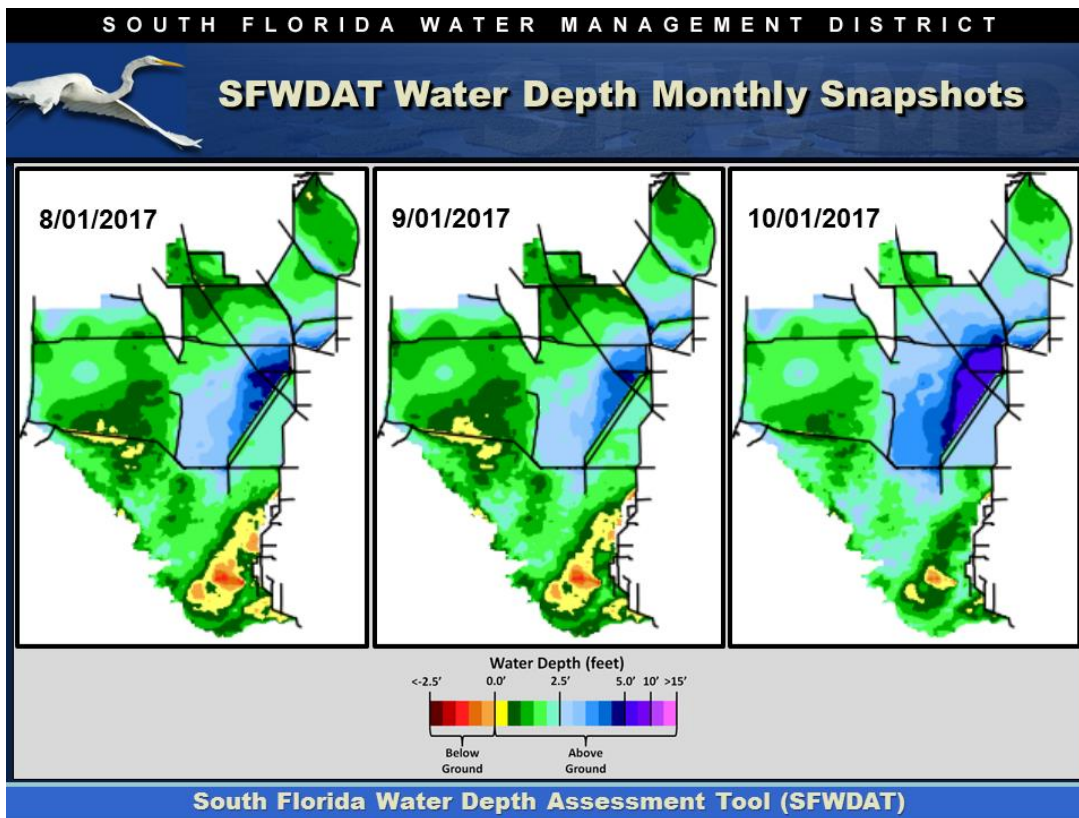 SOUTH FLORIDA WATER MANAGEMENT DISTRICT
SFWMD
SFWDAT Water Depth Monthly Snapshots
8/01/2017
9/01/2017
10/01/2017
Water Depth (feet)
<-2.5' 0.0' 2.5' 5.0' 10' >15'
Below Ground
Above Ground
South Florida Water Depth Assessment Tool (SFWDAT)